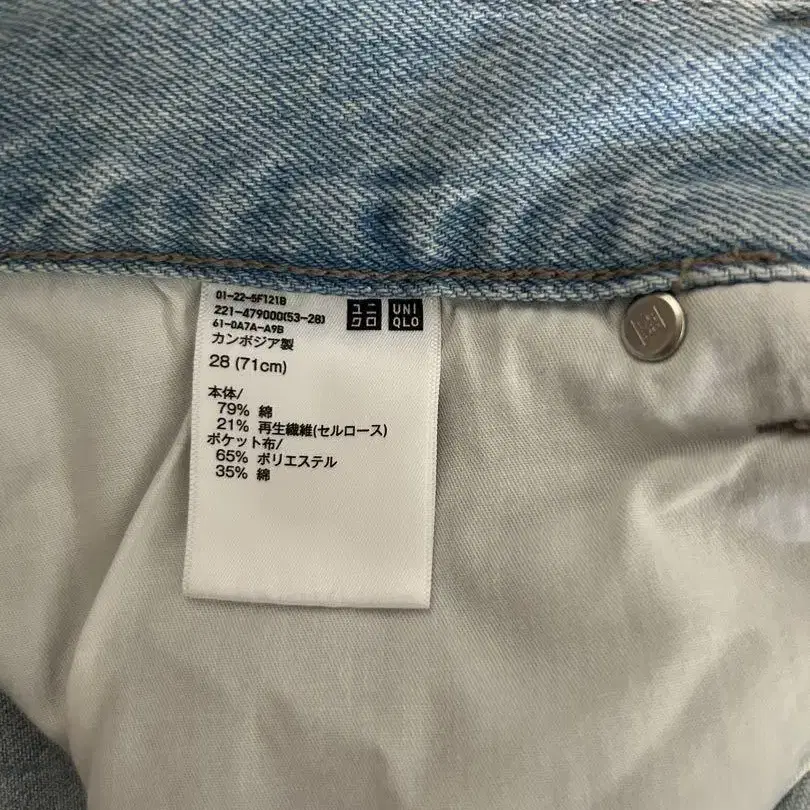 01-22-5F121B
221-479000(53-28)
61-0A7A-A9B
ユニクロ
UNIQLO
カンボジア製
28 (71cm)
本体/
79% 綿
21% 再生繊維(セルロース)
ポケット布/
65% ポリエステル
35% 綿